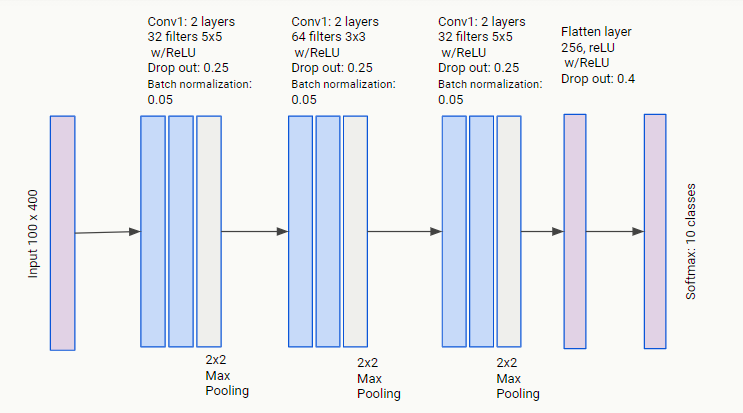 Conv1: 2 layers
32 filters 5x5
w/ReLU
Drop out: 0.25
Batch normalization:
0.05
Conv1: 2 layers
64 filters 3x3
w/ReLU
Drop out: 0.25
Batch normalization:
0.05
Conv1: 2 layers
32 filters 5x5
w/ReLU
Drop out: 0.25
Batch normalization:
0.05
Flatten layer
256, reLU
w/ReLU
Drop out: 0.4
Input 100 x 400
Softmax: 10 classes
2x2
Max
Pooling
2x2
Max
Pooling
2x2
Max
Pooling